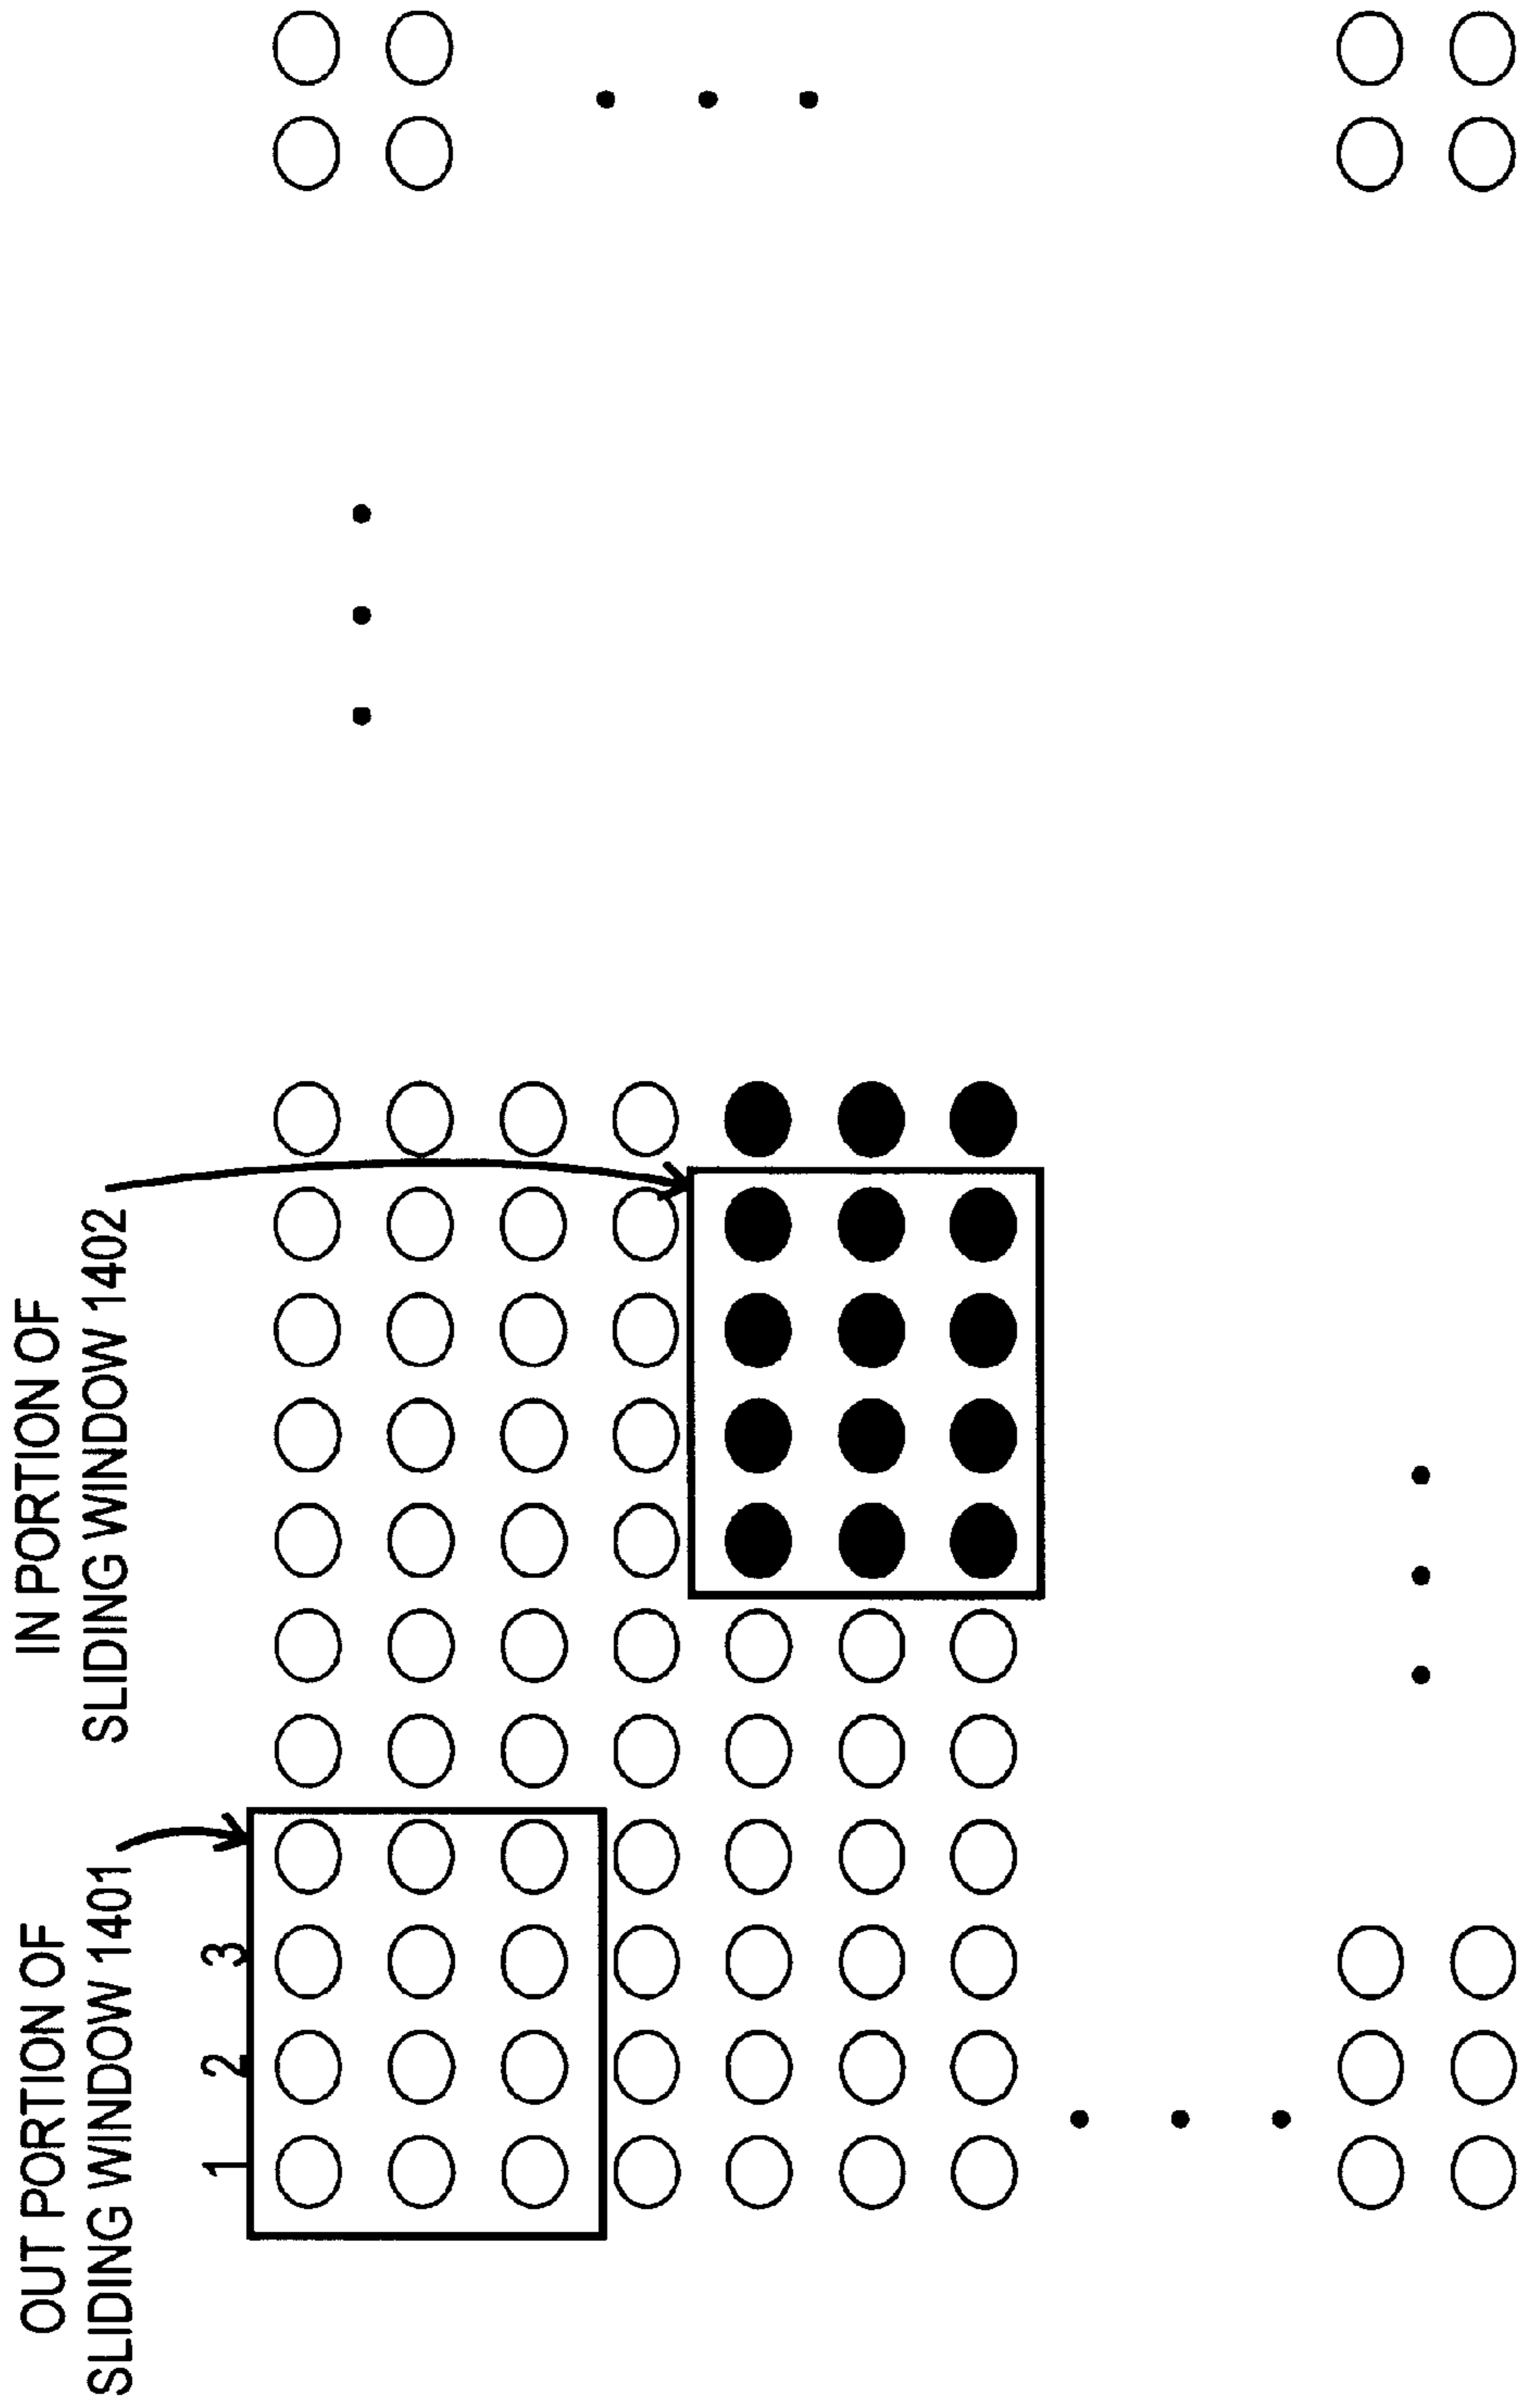 OUT PORTION OF
SLIDING WINDOW 1401
IN PORTION OF
SLIDING WINDOW 1402
1 2 3